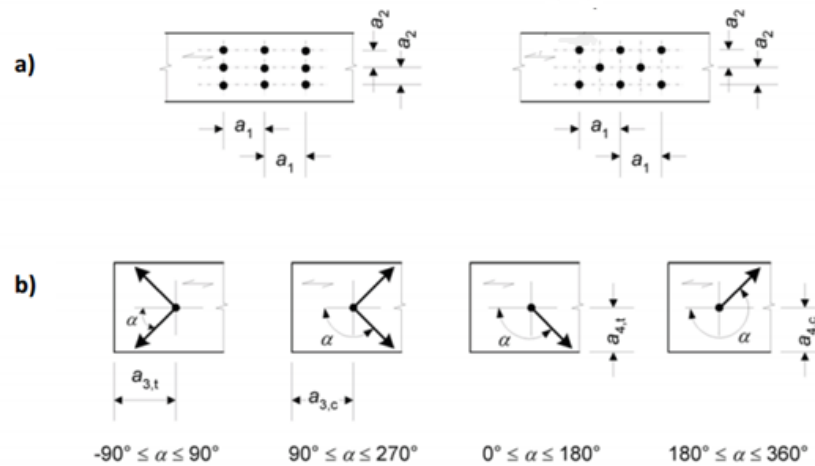 a)
a₂
a₂
a₁
a₁
a₂
a₂
a₁
a₁
b)
α
a₃,t
α
a₃,c
α
a₄,t
α
a₄,c
-90° ≤ α ≤ 90°
90° ≤ α ≤ 270°
0° ≤ α ≤ 180°
180° ≤ α ≤ 360°